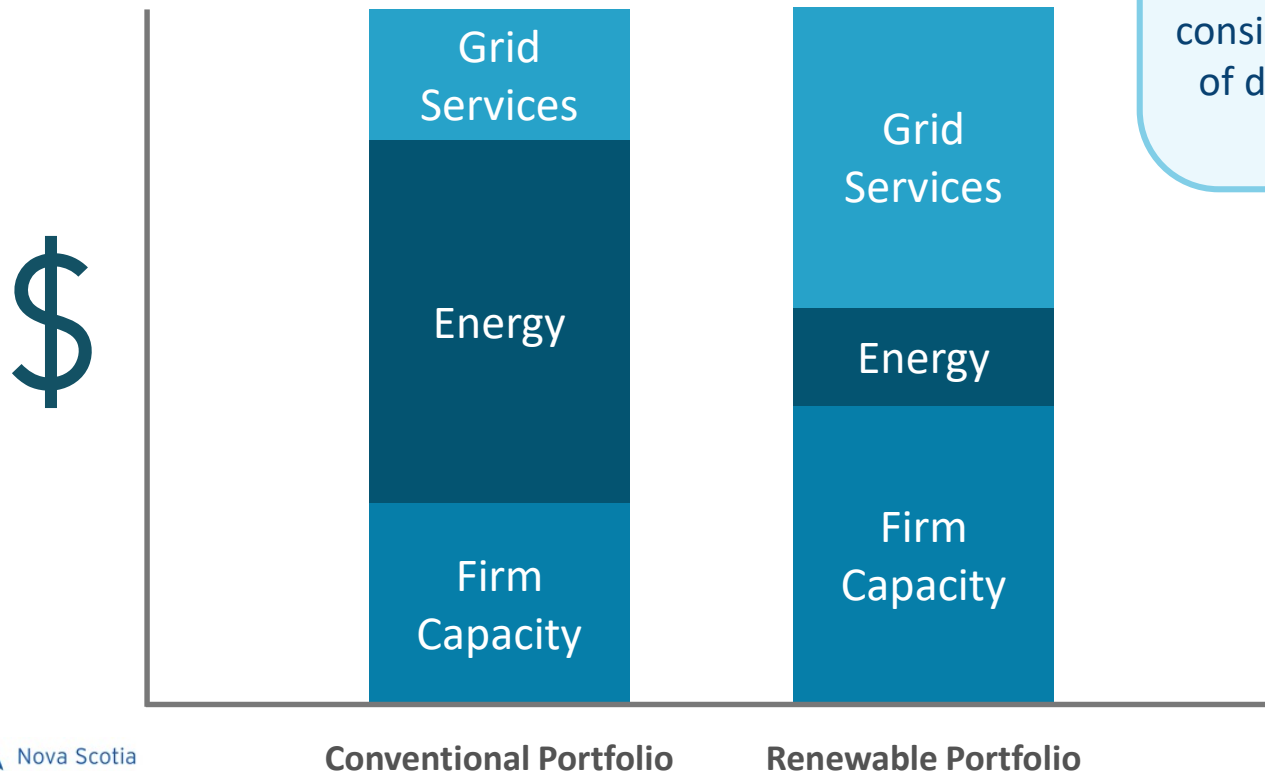 consi
of d
Grid
Services
Energy
Firm
Capacity
Grid
Services
Energy
Firm
Capacity
$
Conventional Portfolio
Renewable Portfolio
Nova Scotia